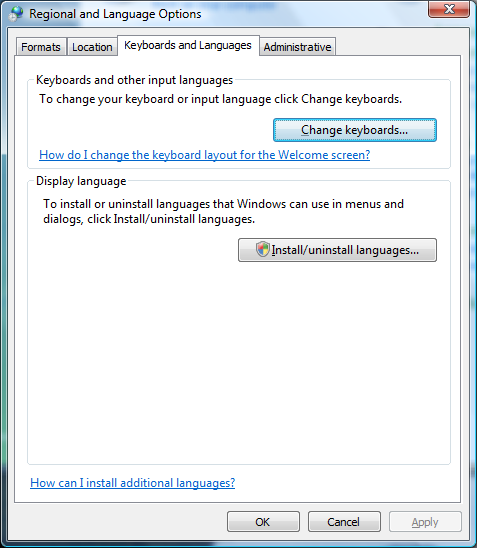 Regional and Language Options
Formats Location Keyboards and Languages Administrative
Keyboards and other input languages
To change your keyboard or input language click Change keyboards.
Change keyboards...
How do I change the keyboard layout for the Welcome screen?
Display language
To install or uninstall languages that Windows can use in menus and
dialogs, click Install/uninstall languages.
Install/uninstall languages...
How can I install additional languages?
OK Cancel Apply